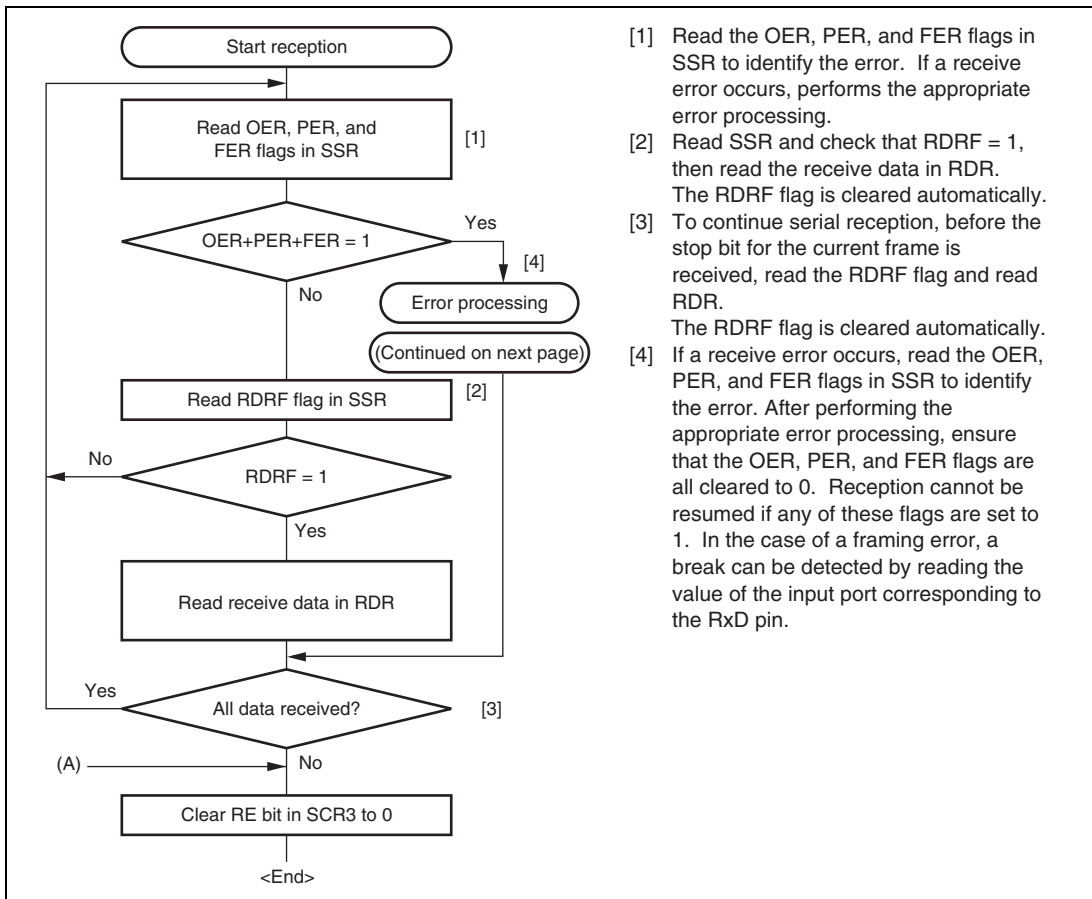 Start reception
Read OER, PER, and
FER flags in SSR
[1]
OER+PER+FER = 1
Yes
[4]
No
Error processing
(Continued on next page)
Read RDRF flag in SSR
[2]
No
RDRF = 1
Yes
Read receive data in RDR
Yes
All data received?
[3]
(A)
No
Clear RE bit in SCR3 to 0
<End>
[1] Read the OER, PER, and FER flags in
SSR to identify the error. If a receive
error occurs, performs the appropriate
error processing.
[2] Read SSR and check that RDRF = 1,
then read the receive data in RDR.
The RDRF flag is cleared automatically.
[3] To continue serial reception, before the
stop bit for the current frame is
received, read the RDRF flag and read
RDR.
The RDRF flag is cleared automatically.
[4] If a receive error occurs, read the OER,
PER, and FER flags in SSR to identify
the error. After performing the
appropriate error processing, ensure
that the OER, PER, and FER flags are
all cleared to 0. Reception cannot be
resumed if any of these flags are set to
1. In the case of a framing error, a
break can be detected by reading the
value of the input port corresponding to
the RxD pin.